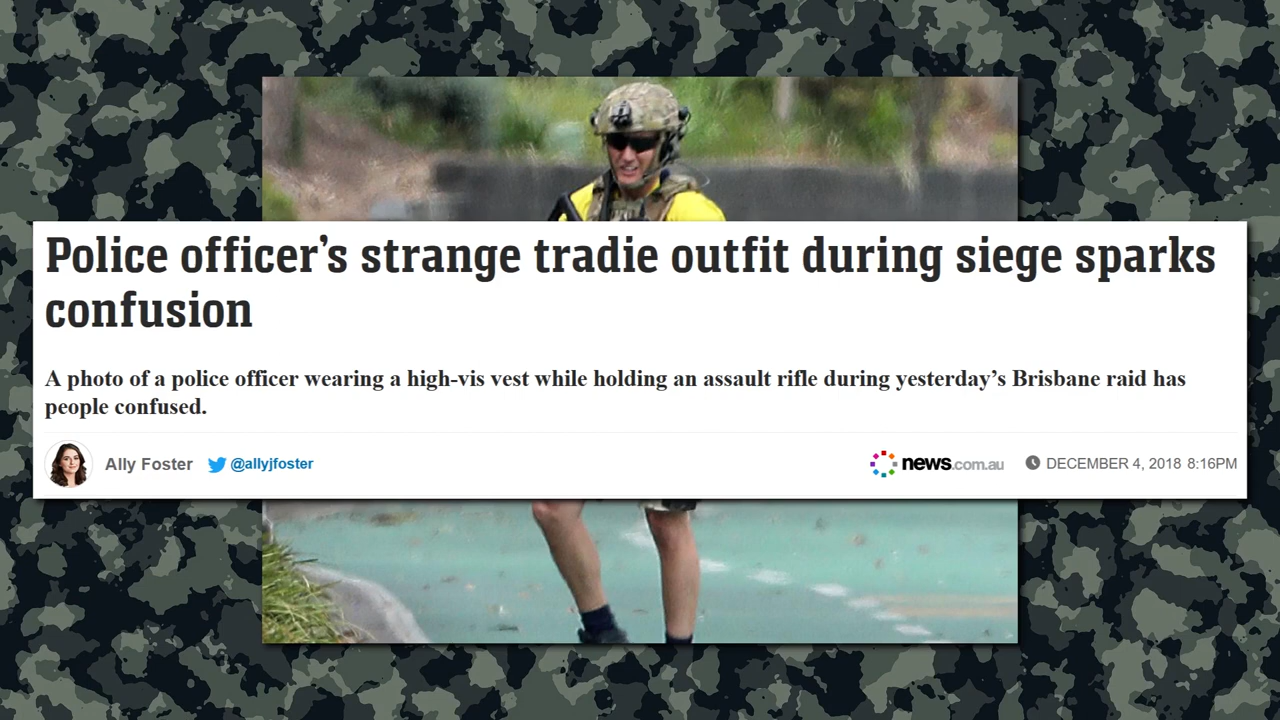 Police officer’s strange tradie outfit during siege sparks
confusion
A photo of a police officer wearing a high-vis vest while holding an assault rifle during yesterday’s Brisbane raid has
people confused.
Ally Foster @allyjfoster news.com.au DECEMBER 4, 2018 8:16PM